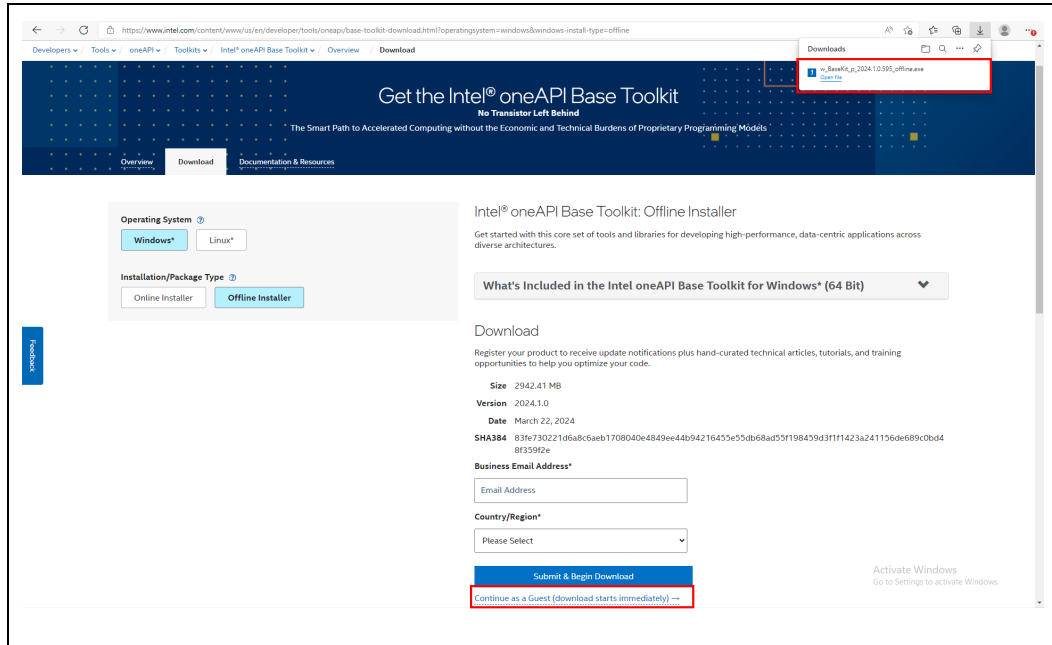 https://www.intel.com/content/www/us/en/developer/tools/oneapi/base-toolkit-download.html?operatingsystem=windows&windows-install-type=offline
Developers / Tools / oneAPI / Toolkits / Intel® oneAPI Base Toolkit / Overview / Download
Downloads
w_BaseKit_p_2024.1.0.595_offline.exe
Open file
Get the Intel® oneAPI Base Toolkit
No Transistor Left Behind
The Smart Path to Accelerated Computing without the Economic and Technical Burdens of Proprietary Programming Models
Overview Download Documentation & Resources
Operating System ?
Windows* Linux*
Installation/Package Type ?
Online Installer Offline Installer
Feedback
Intel® oneAPI Base Toolkit: Offline Installer
Get started with this core set of tools and libraries for developing high-performance, data-centric applications across
diverse architectures.
What's Included in the Intel oneAPI Base Toolkit for Windows* (64 Bit)
Download
Register your product to receive update notifications plus hand-curated technical articles, tutorials, and training
opportunities to help you optimize your code.
Size 2942.41 MB
Version 2024.1.0
Date March 22, 2024
SHA384 83fe730221d6a8c6aeb1708040e4849ee44b94216455e55db68ad55f198459d3f1f1423a241156de689c0bd4
8f359f2e
Business Email Address*
Email Address
Country/Region*
Please Select
Submit & Begin Download
Continue as a Guest (download starts immediately) →
Activate Windows
Go to Settings to activate Windows.